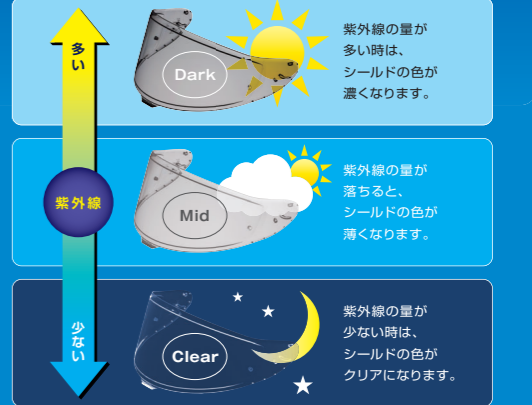 多い
Dark
紫外線の量が
多い時は、
シールドの色が
濃くなります。
紫外線
Mid
紫外線の量が
落ちると、
シールドの色が
薄くなります。
少ない
Clear
紫外線の量が
少ない時は、
シールドの色が
クリアになります。